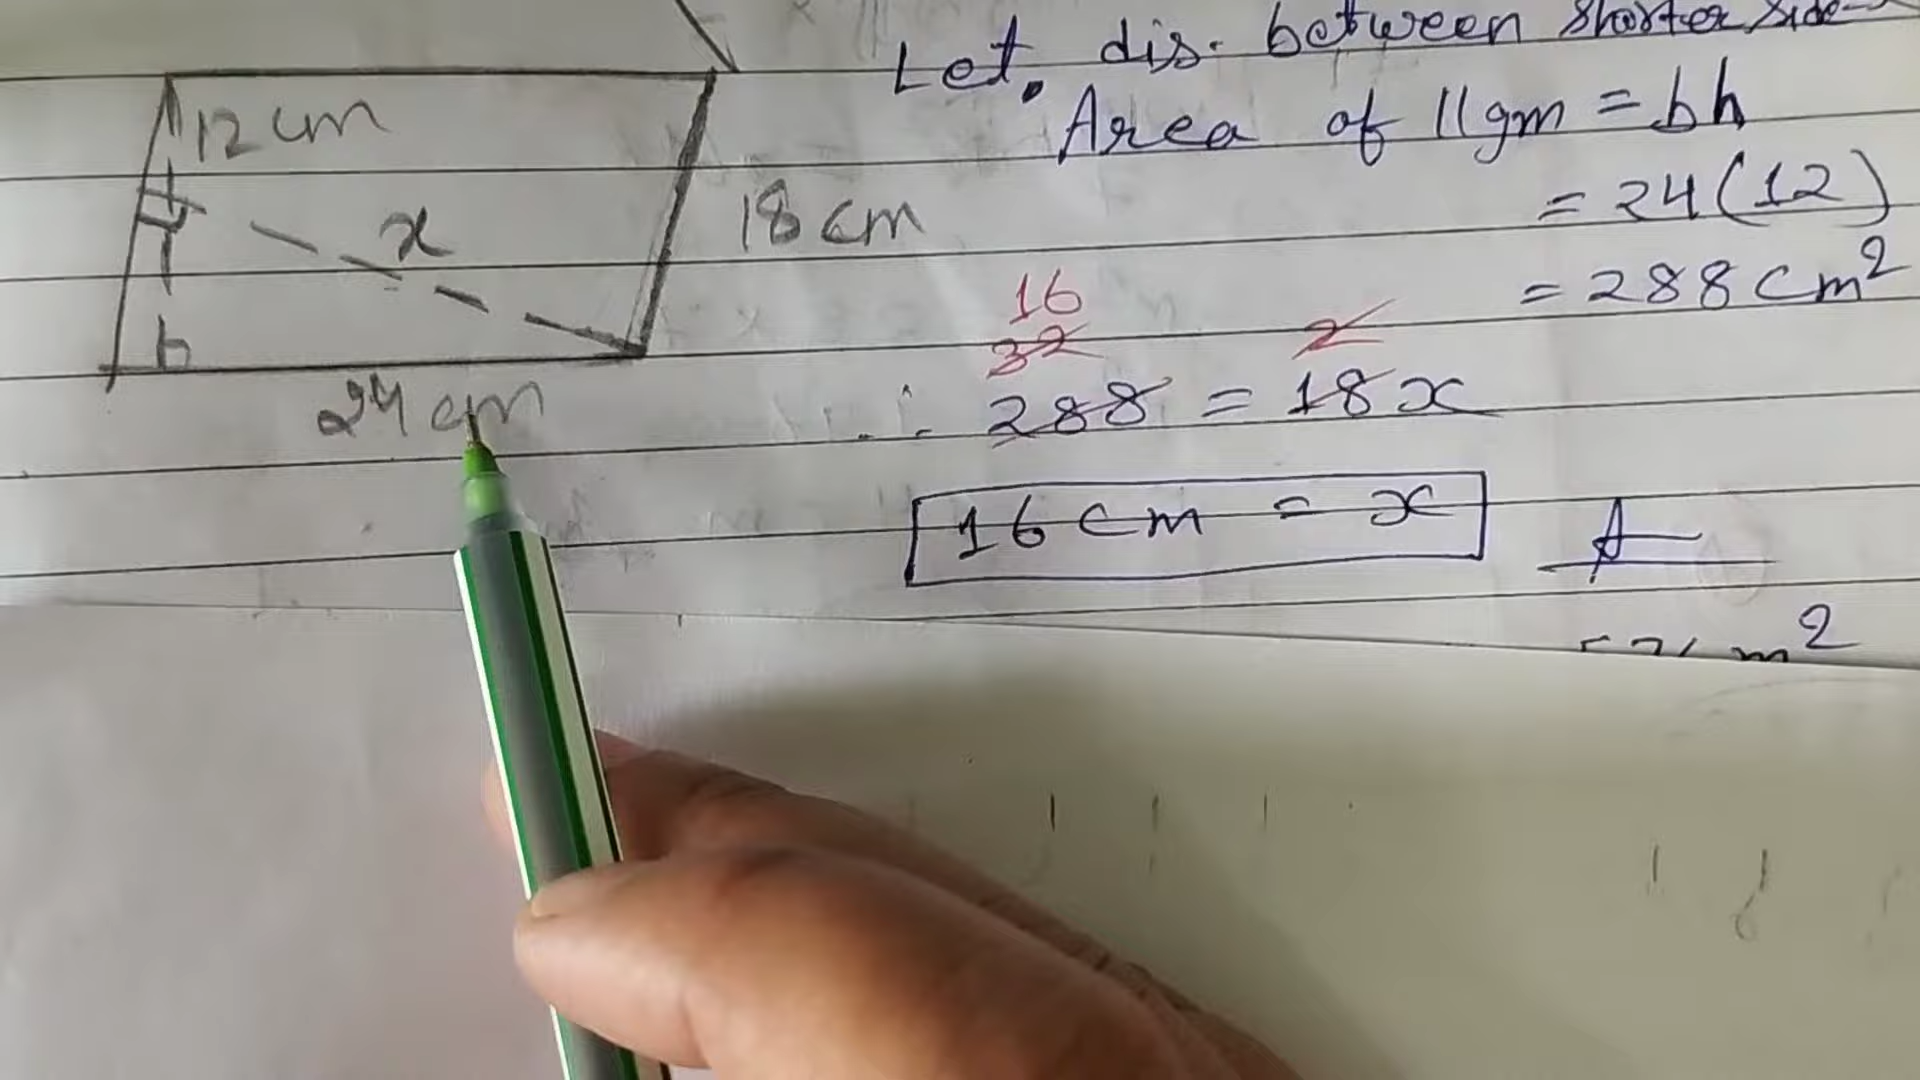 12 cm
x
18 cm
h
24 cm
Let. dis. between shorter side
Area of ||gm = bh
= 24(12)
= 288 cm²
16
32 2
∴ 288 = 18x
16 cm = x
m²